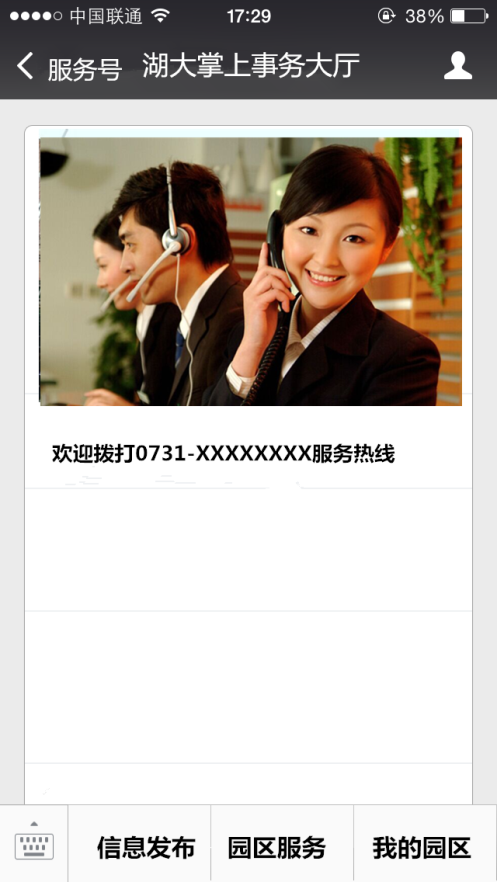 中国联通 17:29 38%
服务号 湖大掌上事务大厅
欢迎拨打0731-XXXXXXXX服务热线
信息发布 园区服务 我的园区